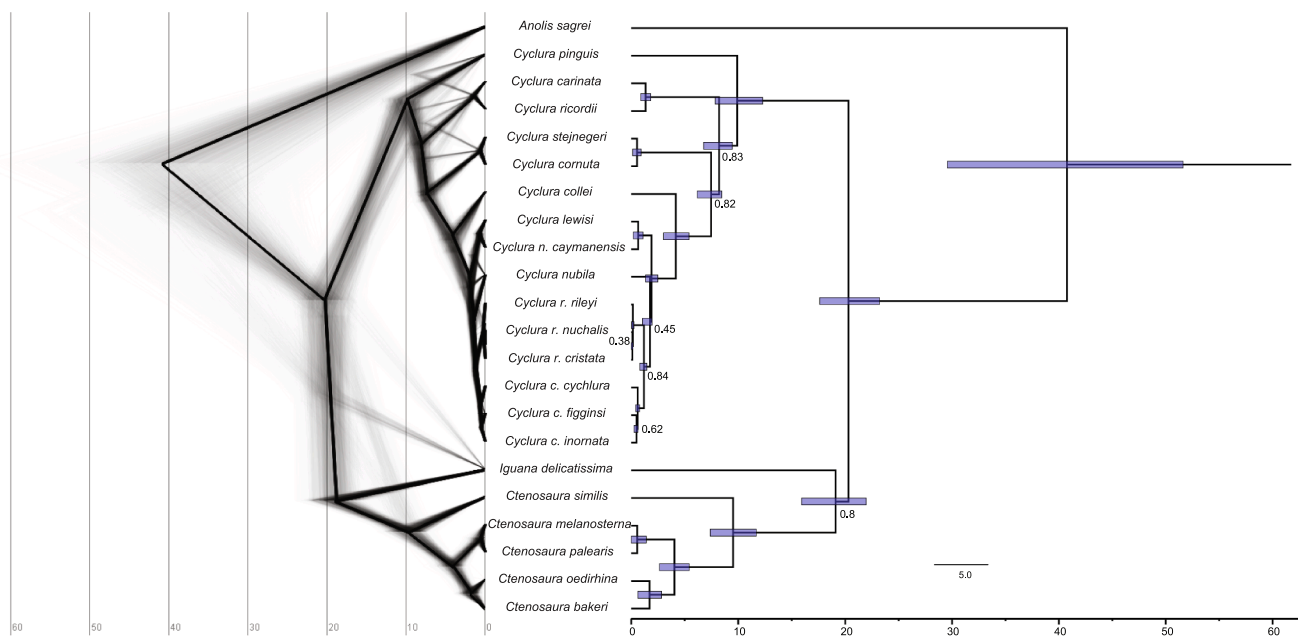 Anolis sagrei
Cyclura pinguis
Cyclura carinata
Cyclura ricordii
Cyclura stejnegeri
Cyclura cornuta
0.83
Cyclura collei
0.82
Cyclura lewisi
Cyclura n. caymanensis
Cyclura nubila
Cyclura r. rileyi
Cyclura r. nuchalis
0.45
0.38
Cyclura r. cristata
0.84
Cyclura c. cychlura
Cyclura c. figginsi
0.62
Cyclura c. inornata
Iguana delicatissima
Ctenosaura similis
0.8
Ctenosaura melanosterna
Ctenosaura palearis
Ctenosaura oedirhina
5.0
Ctenosaura bakeri
60 50 40 30 20 10 0
0 10 20 30 40 50 60